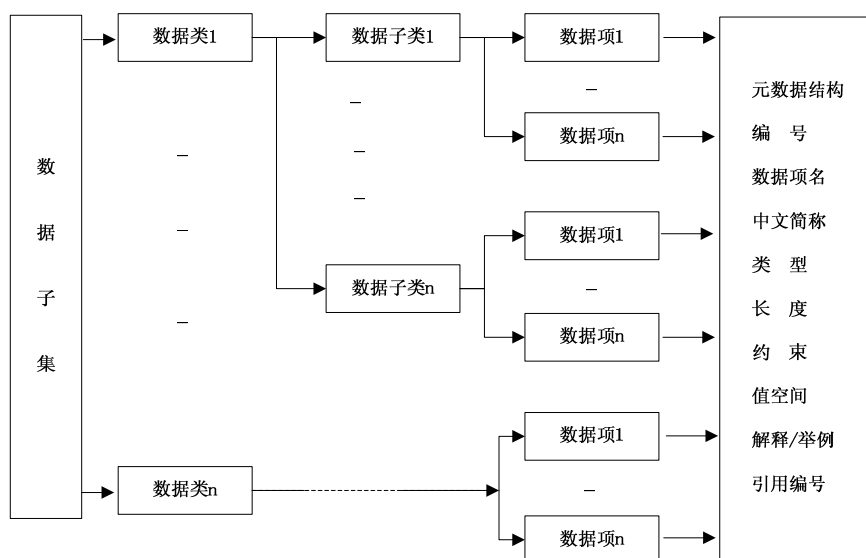 数据子集
数据类1
数据类n
数据子类1
数据子类n
数据项1
数据项n
数据项1
数据项n
数据项1
数据项n
元数据结构
编 号
数据项名
中文简称
类 型
长 度
约 束
值空间
解释/举例
引用编号